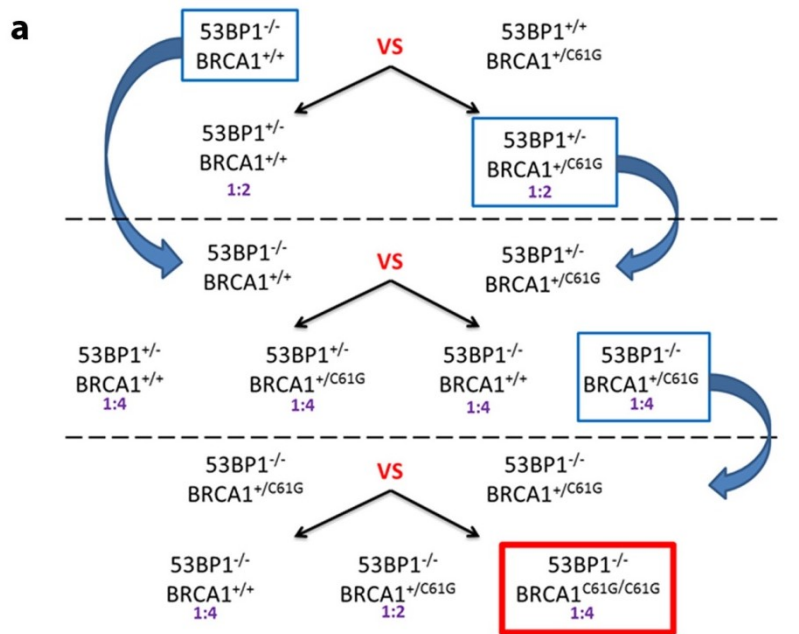 a
53BP1⁻/⁻ VS 53BP1⁺/⁺
BRCA1⁺/⁺ BRCA1⁺/C61G
53BP1⁺/⁻ 53BP1⁺/⁻
BRCA1⁺/⁺ BRCA1⁺/C61G
1:2 1:2
53BP1⁻/⁻ VS 53BP1⁺/⁻
BRCA1⁺/⁺ BRCA1⁺/C61G
53BP1⁺/⁻ 53BP1⁺/⁻ 53BP1⁻/⁻ 53BP1⁻/⁻
BRCA1⁺/⁺ BRCA1⁺/C61G BRCA1⁺/⁺ BRCA1⁺/C61G
1:4 1:4 1:4 1:4
53BP1⁻/⁻ VS 53BP1⁻/⁻
BRCA1⁺/C61G BRCA1⁺/C61G
53BP1⁻/⁻ 53BP1⁻/⁻ 53BP1⁻/⁻
BRCA1⁺/⁺ BRCA1⁺/C61G BRCA1C61G/C61G
1:4 1:2 1:4